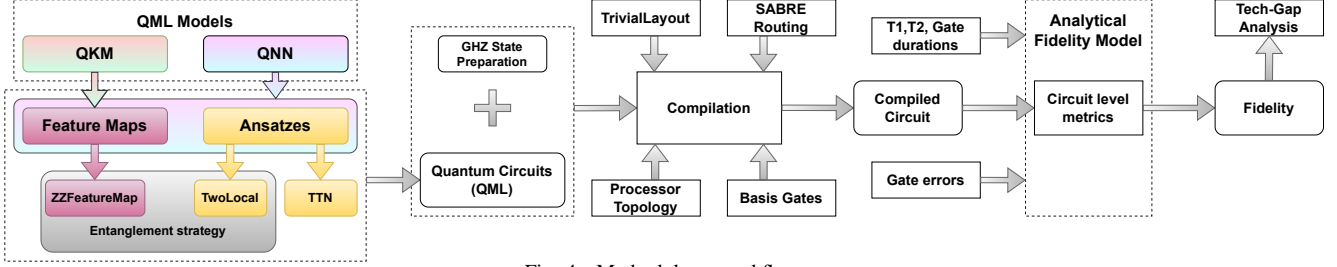 QML Models
QKM
QNN
Feature Maps
Ansatzes
ZZFeatureMap
TwoLocal
TTN
Entanglement strategy
GHZ State
Preparation
Quantum Circuits
(QML)
TrivialLayout
SABRE
Routing
Compilation
Processor
Topology
Basis Gates
Compiled
Circuit
T1,T2, Gate
durations
Gate errors
Analytical
Fidelity Model
Circuit level
metrics
Tech-Gap
Analysis
Fidelity